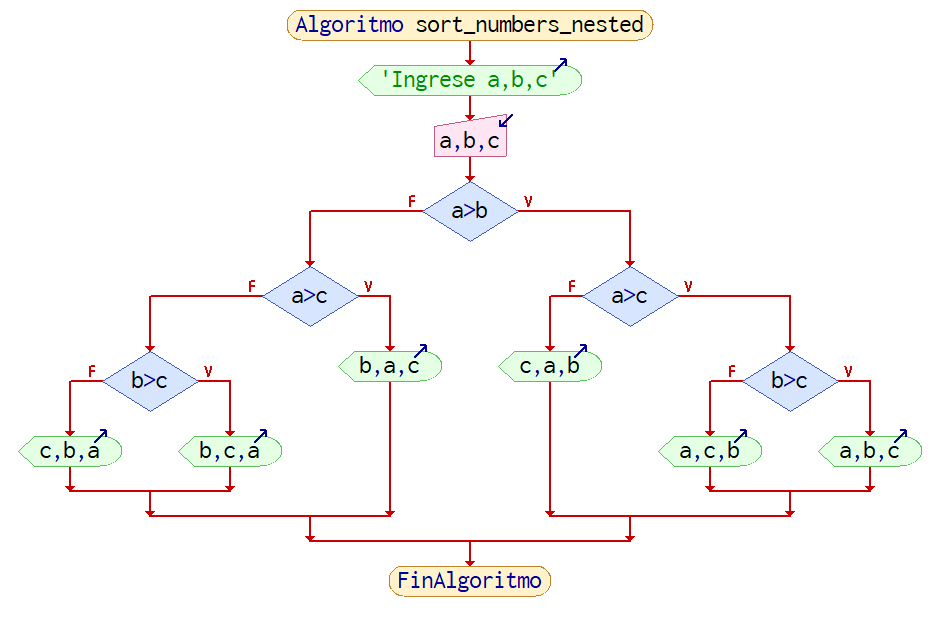 Algoritmo sort_numbers_nested
'Ingrese a,b,c'
a,b,c
a>b
F
V
a>c
F
V
a>c
F
V
b>c
F
V
b,a,c
c,a,b
b>c
F
V
c,b,a
b,c,a
a,c,b
a,b,c
FinAlgoritmo